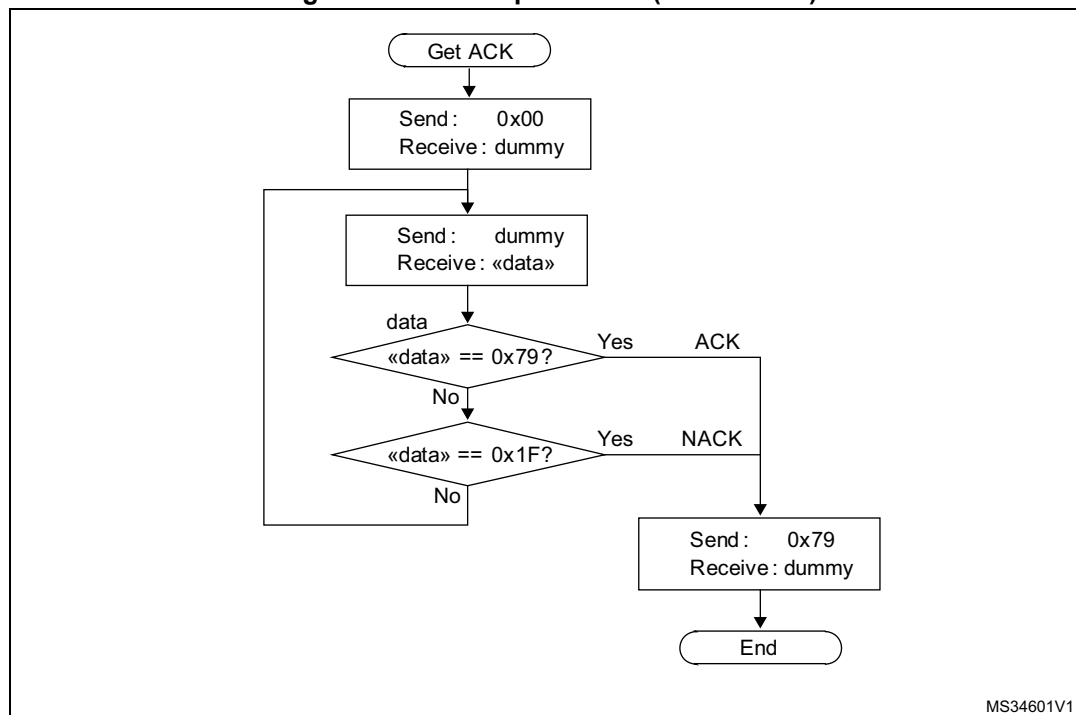 Get ACK
Send : 0x00
Receive : dummy
Send : dummy
Receive : «data»
data
«data» == 0x79?
Yes
ACK
No
«data» == 0x1F?
Yes
NACK
No
Send : 0x79
Receive : dummy
End
MS34601V1